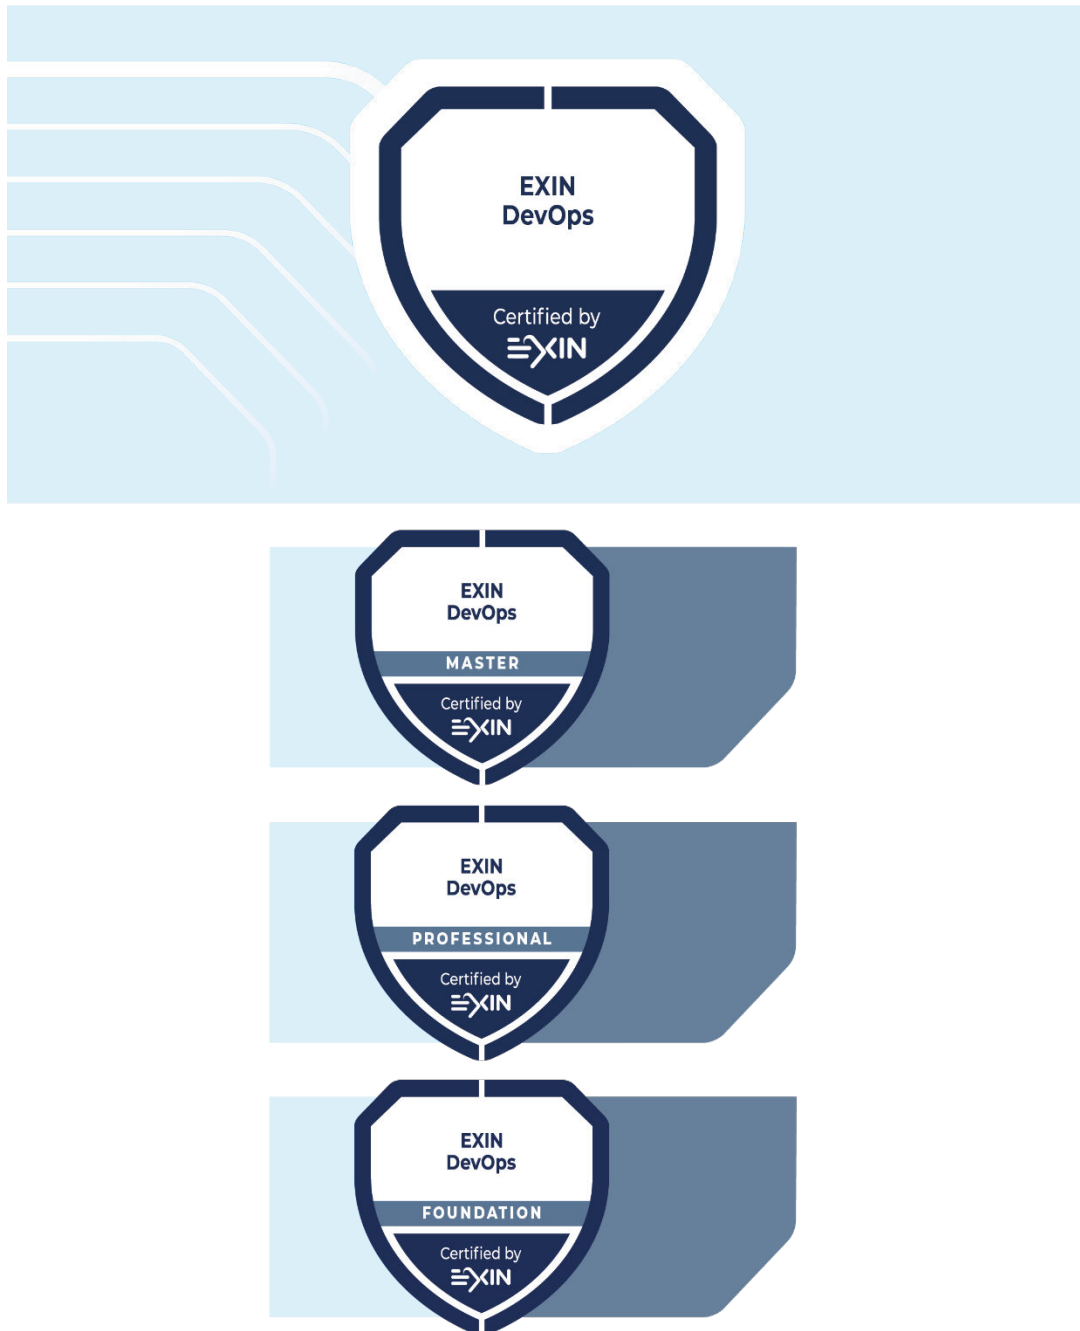 EXIN
DevOps
Certified by
EXIN
EXIN
DevOps
MASTER
Certified by
EXIN
EXIN
DevOps
PROFESSIONAL
Certified by
EXIN
EXIN
DevOps
FOUNDATION
Certified by
EXIN